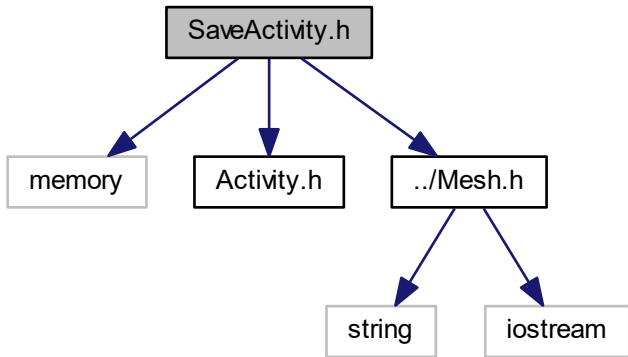 SaveActivity.h
memory
Activity.h
../Mesh.h
string
iostream